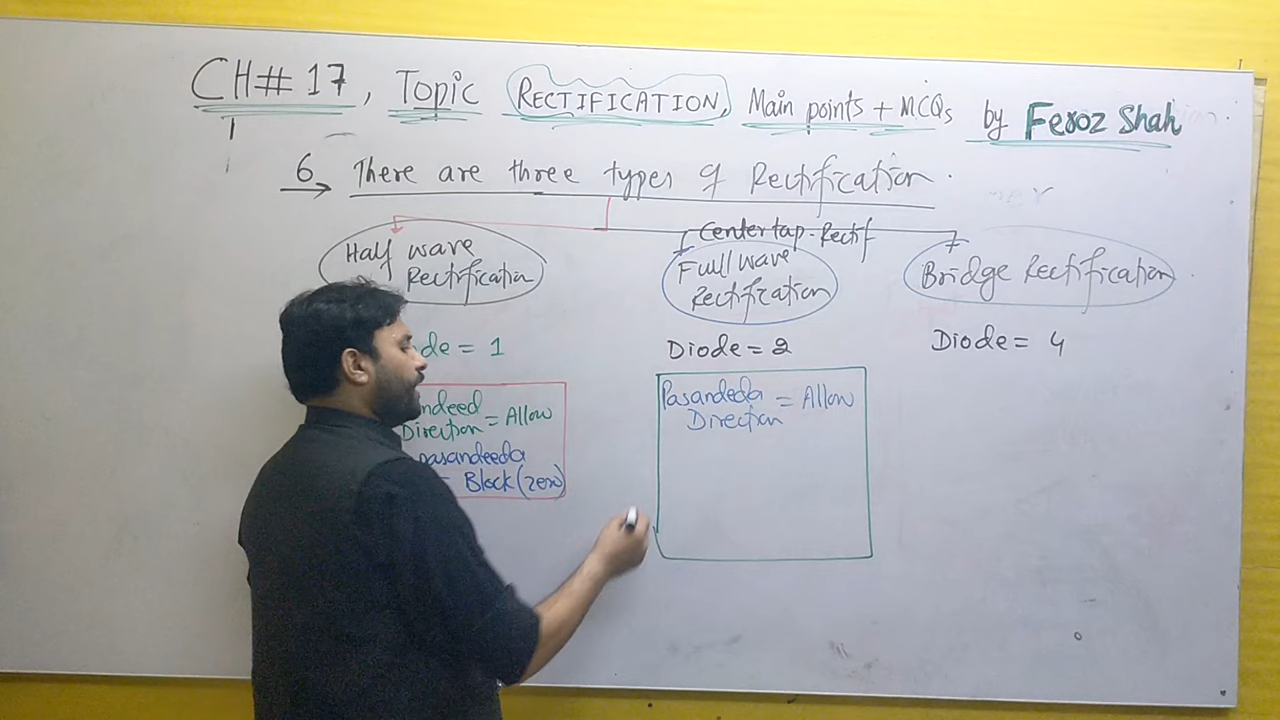 CH# 17, Topic RECTIFICATION, Main points + MCQs by Feroz Shah
6 There are three types of Rectification.
Center tap-Rectif
Half wave
Rectification
Full wave
Rectification
Bridge Rectification
de = 1
Diode = 2
Diode = 4
ndeed
Direction = Allow
pasandeeda
= Block (zero)
Pasandeda
Direction = Allow